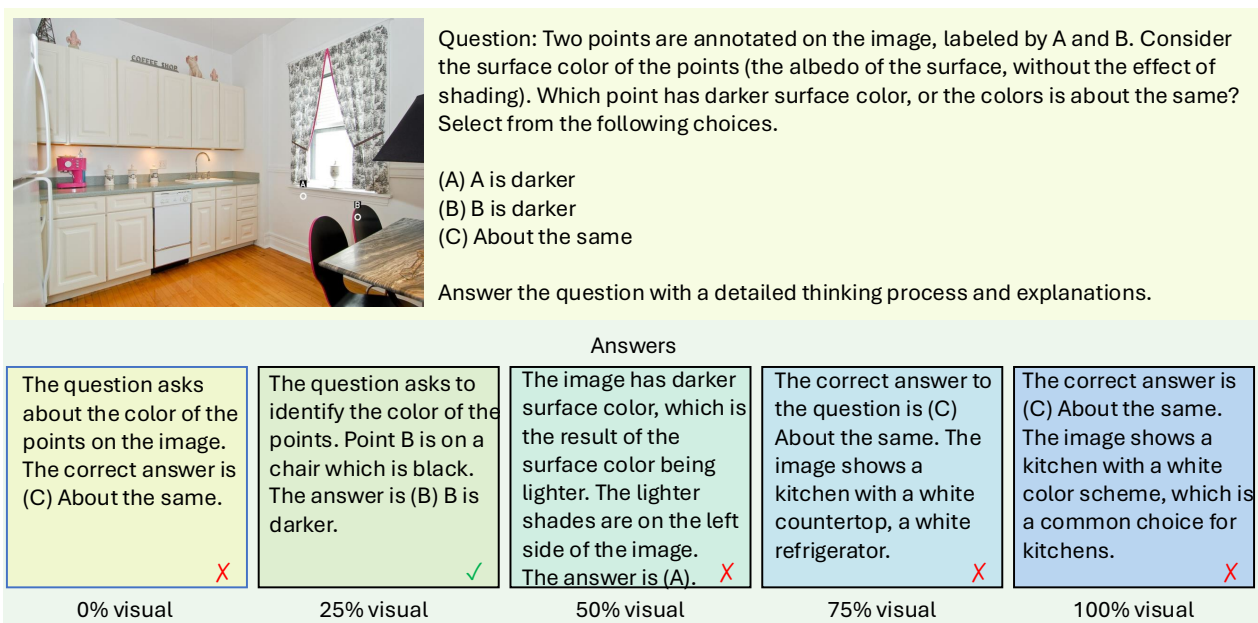 COFFEE SHOP
A
B
Question: Two points are annotated on the image, labeled by A and B. Consider
the surface color of the points (the albedo of the surface, without the effect of
shading). Which point has darker surface color, or the colors is about the same?
Select from the following choices.
(A) A is darker
(B) B is darker
(C) About the same
Answer the question with a detailed thinking process and explanations.
Answers
The question asks
about the color of the
points on the image.
The correct answer is
(C) About the same.
✗
0% visual
The question asks to
identify the color of the
points. Point B is on a
chair which is black.
The answer is (B) B is
darker.
✓
25% visual
The image has darker
surface color, which is
the result of the
surface color being
lighter. The lighter
shades are on the left
side of the image.
The answer is (A).
✗
50% visual
The correct answer to
the question is (C)
About the same. The
image shows a
kitchen with a white
countertop, a white
refrigerator.
✗
75% visual
The correct answer is
(C) About the same.
The image shows a
kitchen with a white
color scheme, which is
a common choice for
kitchens.
✗
100% visual